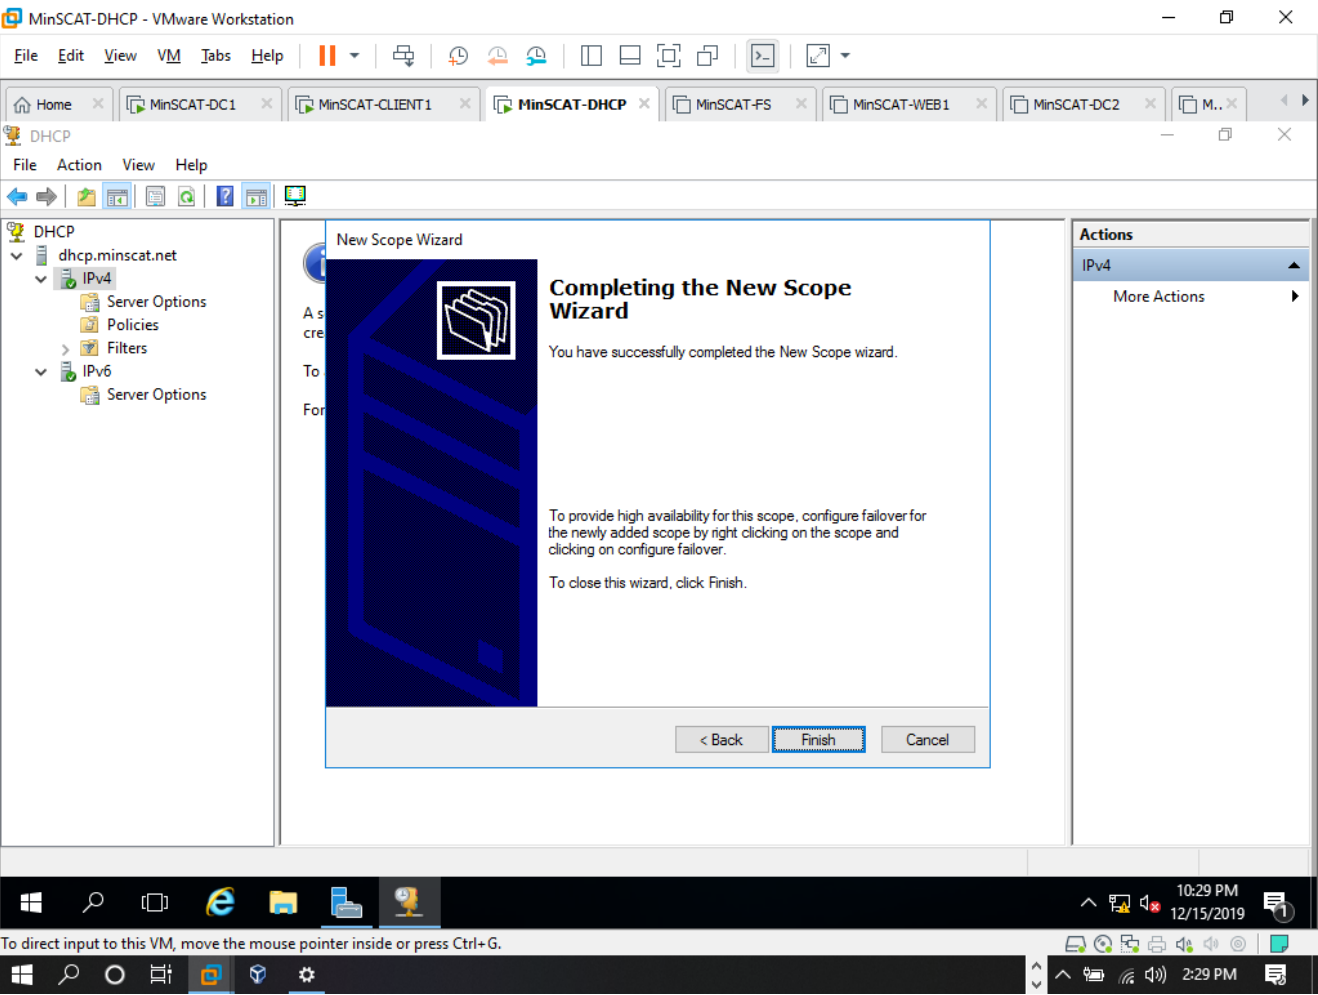 MinSCAT-DHCP - VMware Workstation
File Edit View VM Tabs Help
Home MinSCAT-DC1 MinSCAT-CLIENT1 MinSCAT-DHCP MinSCAT-FS MinSCAT-WEB1 MinSCAT-DC2 M..
DHCP
File Action View Help
DHCP
dhcp.minscat.net
IPv4
Server Options
Policies
Filters
IPv6
Server Options
A s
cre
To
For
New Scope Wizard
Completing the New Scope
Wizard
You have successfully completed the New Scope wizard.
To provide high availability for this scope, configure failover for
the newly added scope by right clicking on the scope and
clicking on configure failover.
To close this wizard, click Finish.
< Back Finish Cancel
Actions
IPv4
More Actions
10:29 PM
12/15/2019
1
To direct input to this VM, move the mouse pointer inside or press Ctrl+G.
2:29 PM